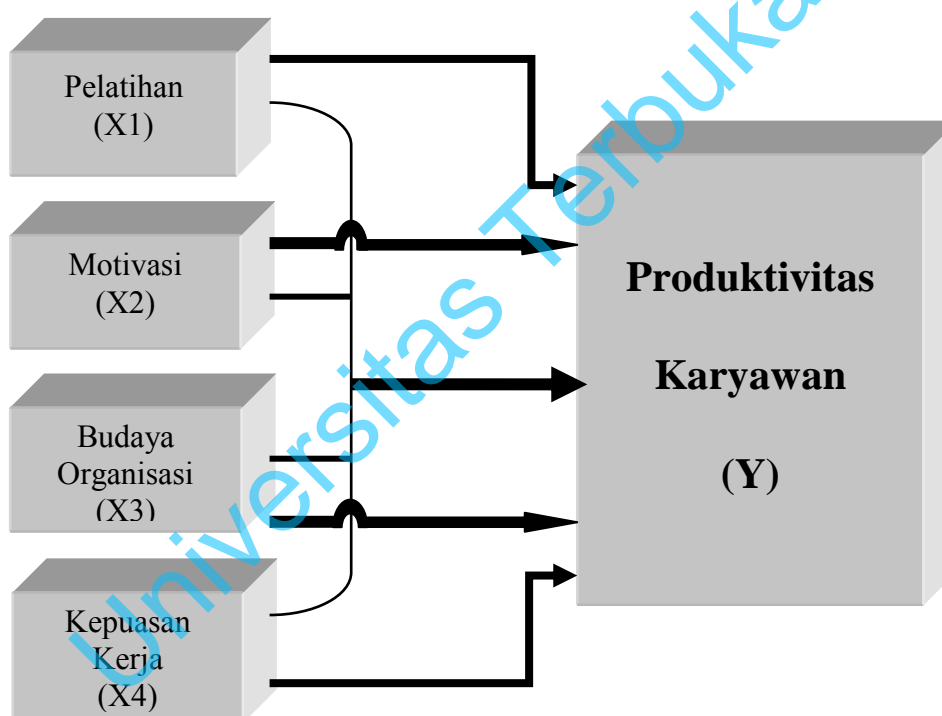 Pelatihan
(X1)
Motivasi
(X2)
Budaya
Organisasi
(X3)
Kepuasan
Kerja
(X4)
Produktivitas
Karyawan
(Y)
Universitas Terbuka